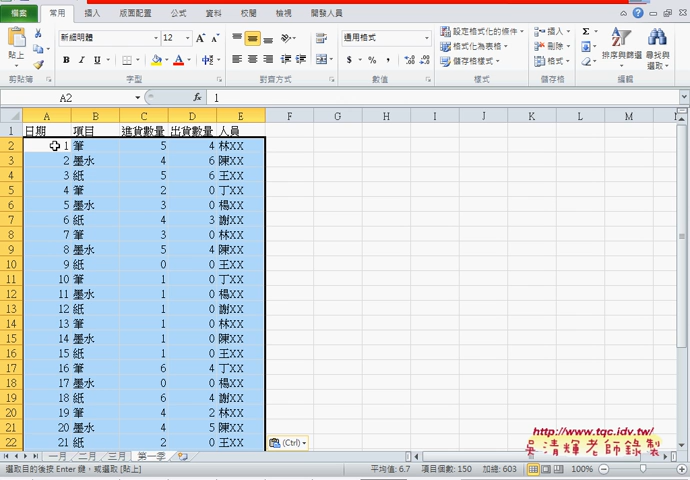 檔案 常用 插入 版面配置 公式 資料 校閱 檢視 開發人員
貼上 新細明體 12 通用格式 設定格式化的條件 插入 Σ
B I U $ % , 格式化為表格 刪除 排序與篩選 尋找與選取
儲存格樣式 格式
剪貼簿 字型 對齊方式 數值 樣式 儲存格 編輯
A2 fx 1
A B C D E F G H I J K L M
1 日期 項目 進貨數量 出貨數量 人員
2 1 筆 5 4 林XX
3 2 墨水 4 6 陳XX
4 3 紙 5 6 王XX
5 4 筆 2 0 丁XX
6 5 墨水 3 0 楊XX
7 6 紙 4 3 謝XX
8 7 筆 3 0 林XX
9 8 墨水 5 4 陳XX
10 9 紙 0 0 王XX
11 10 筆 1 0 丁XX
12 11 墨水 1 0 楊XX
13 12 紙 1 0 謝XX
14 13 筆 1 0 林XX
15 14 墨水 1 0 陳XX
16 15 紙 1 0 王XX
17 16 筆 6 4 丁XX
18 17 墨水 0 0 楊XX
19 18 紙 6 4 謝XX
20 19 筆 4 2 林XX
21 20 墨水 4 5 陳XX
22 21 紙 2 0 王XX
(Ctrl)
http://www.tqc.idv.tw/
吳清輝老師錄製
一月 二月 三月 第一季
選取目的後按 Enter 鍵，或選取 [貼上] 平均值: 6.7 項目個數: 150 加總: 603 100%